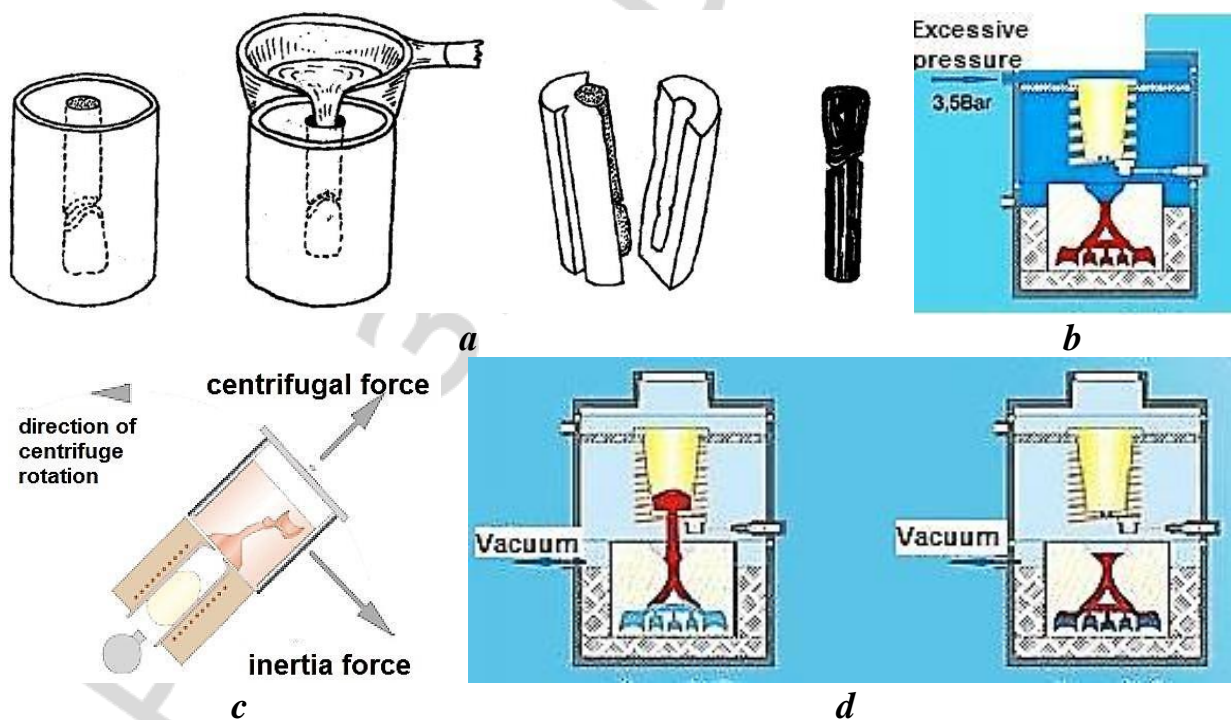 Excessive
pressure
3,5Bar
a
b
centrifugal force
direction of
centrifuge
rotation
inertia force
c
Vacuum
Vacuum
d